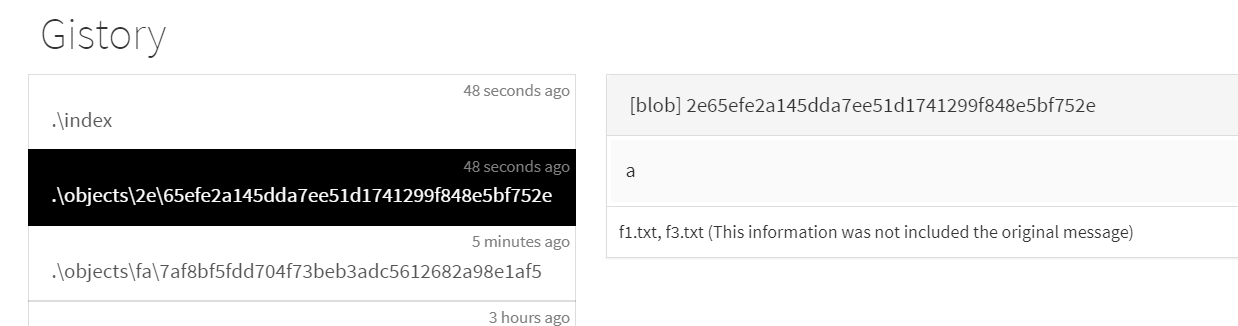 Gistory
48 seconds ago
.\index
48 seconds ago
.\objects\2e\65efe2a145dda7ee51d1741299f848e5bf752e
5 minutes ago
.\objects\fa\7af8bf5fdd704f73beb3adc5612682a98e1af5
3 hours ago
[blob] 2e65efe2a145dda7ee51d1741299f848e5bf752e
a
f1.txt, f3.txt (This information was not included the original message)